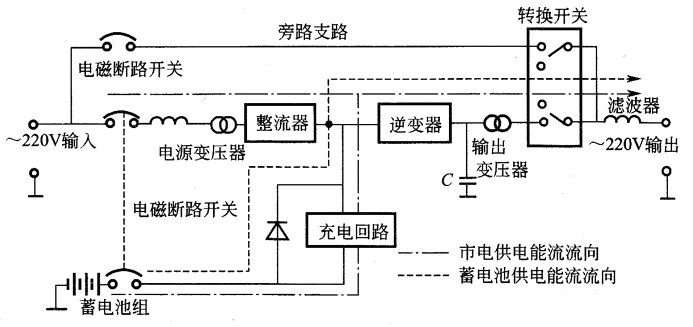 转换开关
旁路支路
电磁断路开关
整流器
逆变器
滤波器
～220V输入
电源变压器
输出
变压器
～220V输出
C
电磁断路开关
充电回路
市电供电能流流向
蓄电池供电能流流向
蓄电池组